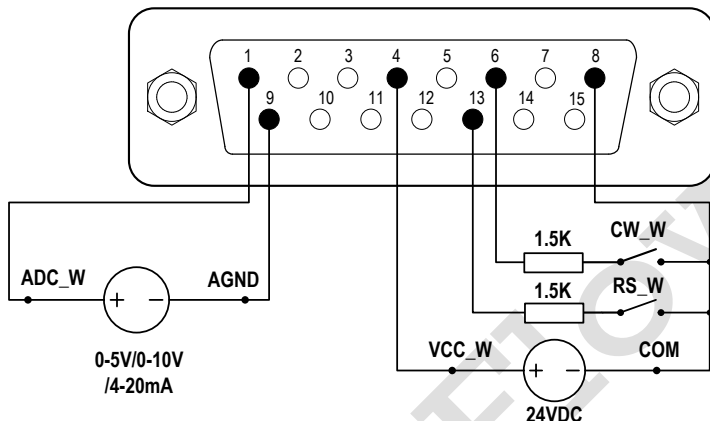 1 2 3 4 5 6 7 8
9 10 11 12 13 14 15
1.5K CW_W
ADC_W AGND
1.5K RS_W
VCC_W COM
0-5V/0-10V
/4-20mA
24VDC